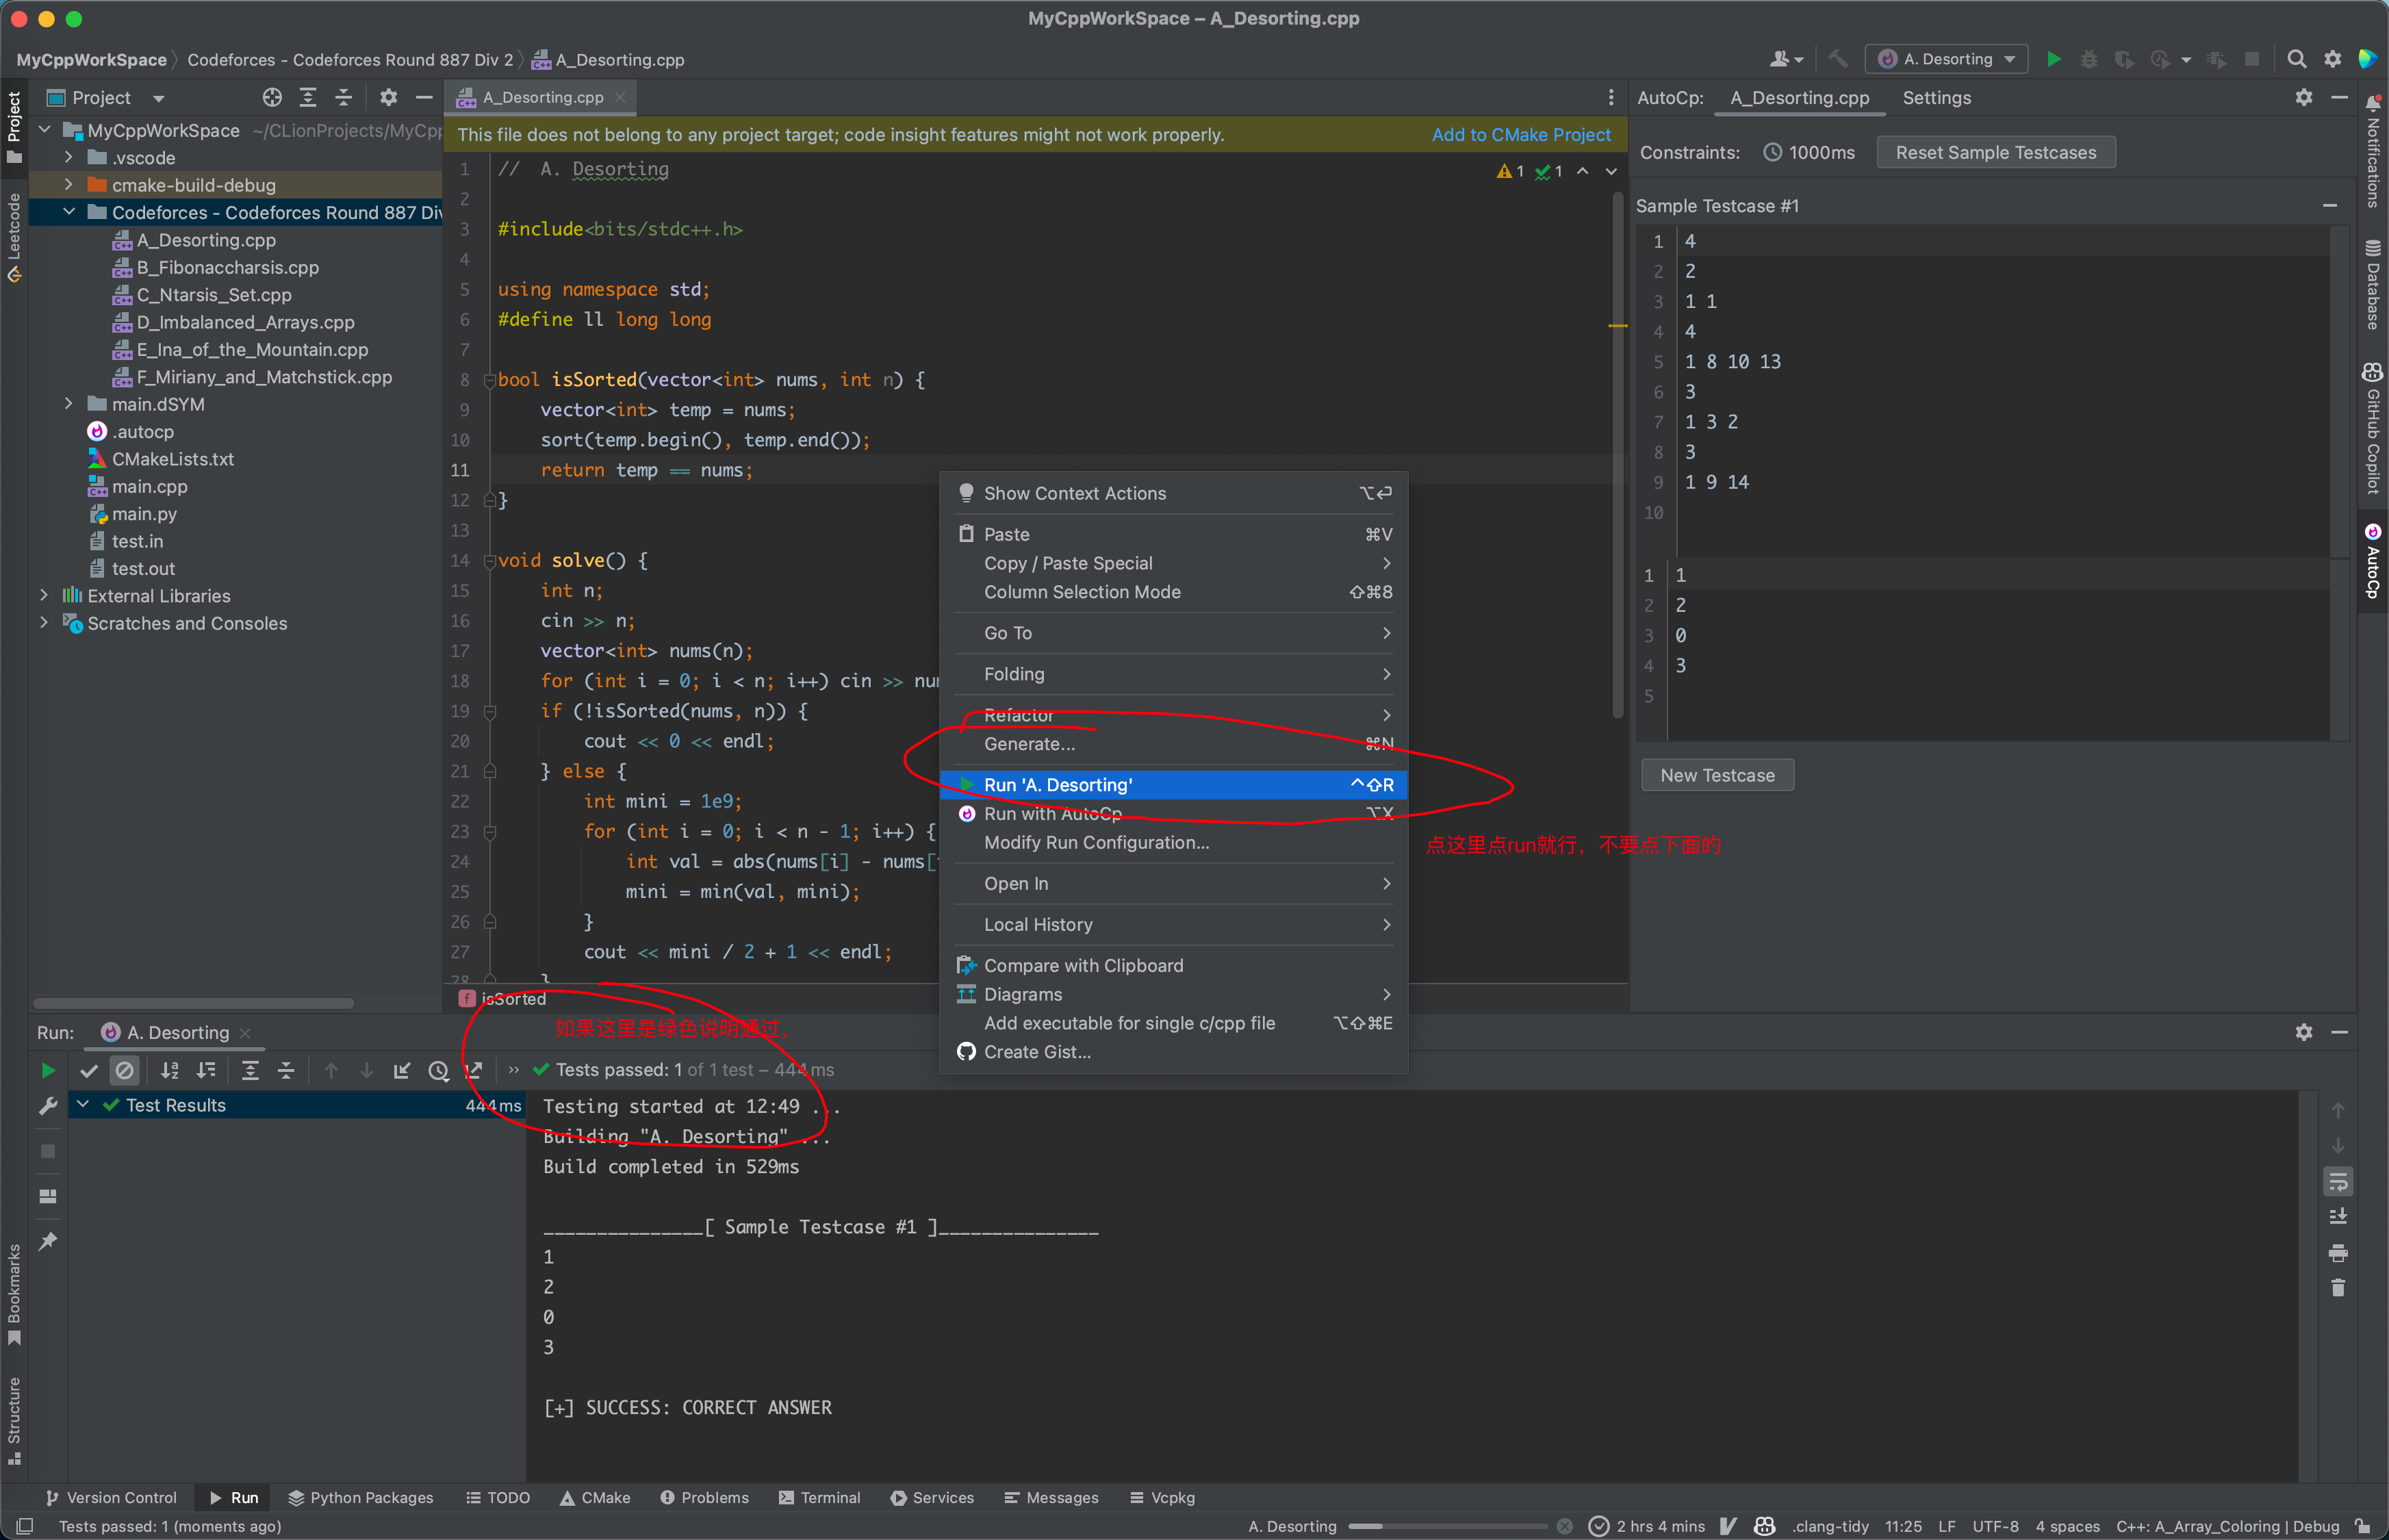 MyCppWorkSpace – A_Desorting.cpp
MyCppWorkSpace
Codeforces - Codeforces Round 887 Div 2
A_Desorting.cpp
A. Desorting
Project
Leetcode
Bookmarks
Structure
Project
MyCppWorkSpace ~/CLionProjects/MyCpp
.vscode
cmake-build-debug
Codeforces - Codeforces Round 887 Div
A_Desorting.cpp
B_Fibonaccharsis.cpp
C_Ntarsis_Set.cpp
D_Imbalanced_Arrays.cpp
E_Ina_of_the_Mountain.cpp
F_Miriany_and_Matchstick.cpp
main.dSYM
.autocp
CMakeLists.txt
main.cpp
main.py
test.in
test.out
External Libraries
Scratches and Consoles
A_Desorting.cpp
This file does not belong to any project target; code insight features might not work properly.
Add to CMake Project
1 // A. Desorting
1 1
2
3 #include<bits/stdc++.h>
4
5 using namespace std;
6 #define ll long long
7
8 bool isSorted(vector<int> nums, int n) {
9 vector<int> temp = nums;
10 sort(temp.begin(), temp.end());
11 return temp == nums;
12 }
13
14 void solve() {
15 int n;
16 cin >> n;
17 vector<int> nums(n);
18 for (int i = 0; i < n; i++) cin >> num
19 if (!isSorted(nums, n)) {
20 cout << 0 << endl;
21 } else {
22 int mini = 1e9;
23 for (int i = 0; i < n - 1; i++) {
24 int val = abs(nums[i] - nums[
25 mini = min(val, mini);
26 }
27 cout << mini / 2 + 1 << endl;
28 }
f isSorted
Show Context Actions ⌥↩
Paste ⌘V
Copy / Paste Special
Column Selection Mode ⇧⌘8
Go To
Folding
Refactor
Generate... ⌘N
Run 'A. Desorting' ^⇧R
Run with AutoCp ⌥X
Modify Run Configuration...
Open In
Local History
Compare with Clipboard
Diagrams
Add executable for single c/cpp file ⌥⇧⌘E
Create Gist...
点这里点run就行，不要点下面的
AutoCp: A_Desorting.cpp Settings
Constraints: 1000ms Reset Sample Testcases
Sample Testcase #1
1 4
2 2
3 1 1
4 4
5 1 8 10 13
6 3
7 1 3 2
8 3
9 1 9 14
10
1 1
2 2
3 0
4 3
5
New Testcase
Notifications
Database
GitHub Copilot
AutoCp
Run: A. Desorting
如果这里是绿色说明通过，
Tests passed: 1 of 1 test – 444 ms
Test Results 444 ms
Testing started at 12:49 ...
Building "A. Desorting" ...
Build completed in 529ms
_______________[ Sample Testcase #1 ]_______________
1
2
0
3
[+] SUCCESS: CORRECT ANSWER
Version Control Run Python Packages TODO CMake Problems Terminal Services Messages Vcpkg
Tests passed: 1 (moments ago)
A. Desorting 2 hrs 4 mins .clang-tidy 11:25 LF UTF-8 4 spaces C++: A_Array_Coloring | Debug